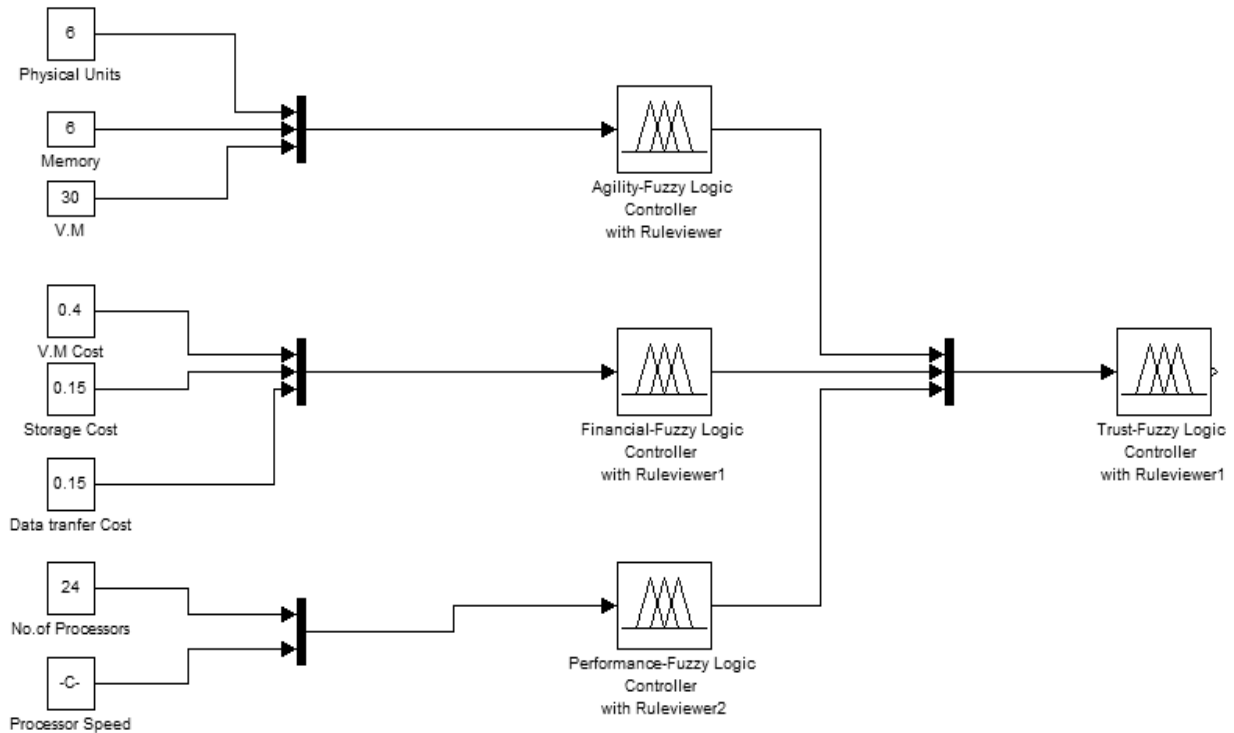 6
Physical Units
6
Memory
30
V.M
Agility-Fuzzy Logic
Controller
with Ruleviewer
0.4
V.M Cost
0.15
Storage Cost
0.15
Data tranfer Cost
Financial-Fuzzy Logic
Controller
with Ruleviewer1
Trust-Fuzzy Logic
Controller
with Ruleviewer1
24
No.of Processors
-C-
Processor Speed
Performance-Fuzzy Logic
Controller
with Ruleviewer2